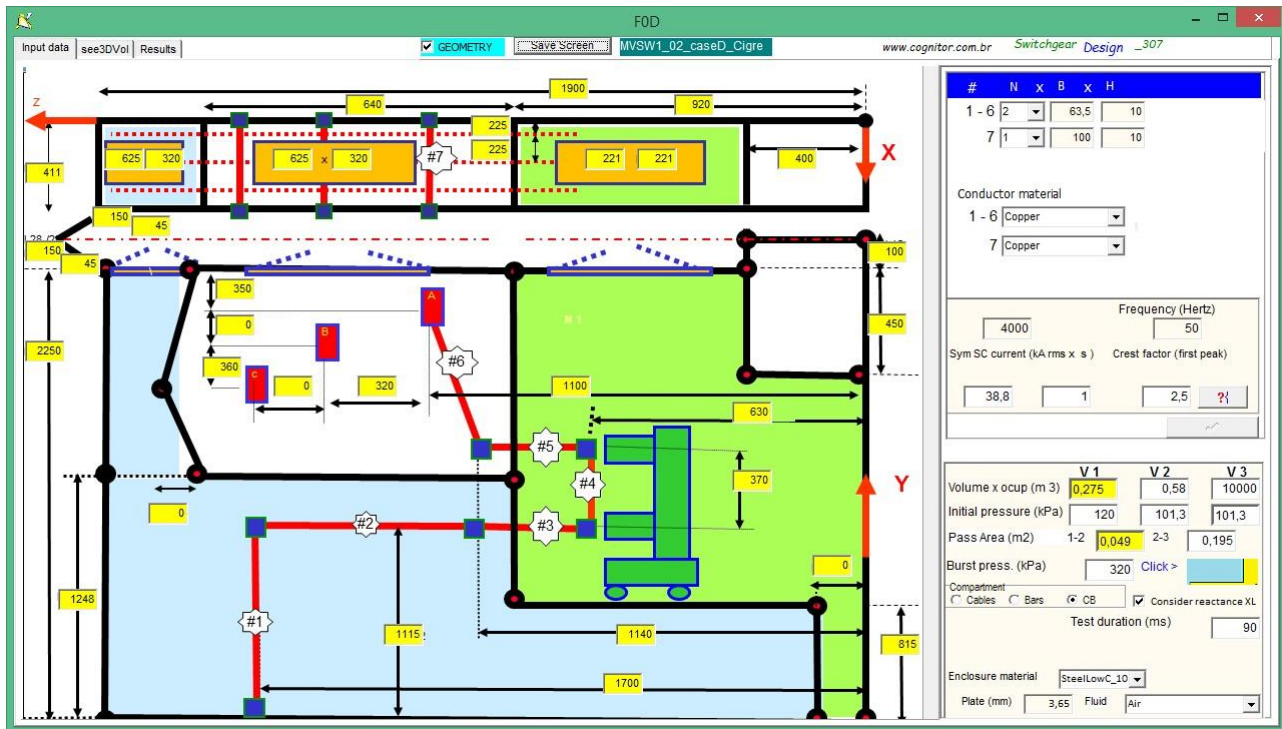 F0D
Input data see3DVol Results
GEOMETRY Save Screen MVSW1_02_caseD_Cigre
www.cognitor.com.br Switchgear Design _307
1900
640
920
Z
225
225
#7
625 320
625 x 320
221 221
400
X
411
150
45
150
45
100
350
A
0
B
450
2250
360
C
0
320
#6
1100
630
#5
#4
370
Y
0
#2
#3
0
1248
#1
1115
1140
815
1700
# N x B x H
1 - 6 2 63,5 10
7 1 100 10
Conductor material
1 - 6 Copper
7 Copper
Frequency (Hertz)
4000 50
Sym SC current (kA rms x s ) Crest factor (first peak)
38,8 1 2,5 ?
V 1 V 2 V 3
Volume x ocup (m 3) 0,275 0,58 10000
Initial pressure (kPa) 120 101,3 101,3
Pass Area (m2) 1-2 0,049 2-3 0,195
Burst press. (kPa) 320 Click >
Compartment
Cables Bars CB Consider reactance XL
Test duration (ms) 90
Enclosure material SteelLowC_10
Plate (mm) 3,65 Fluid Air